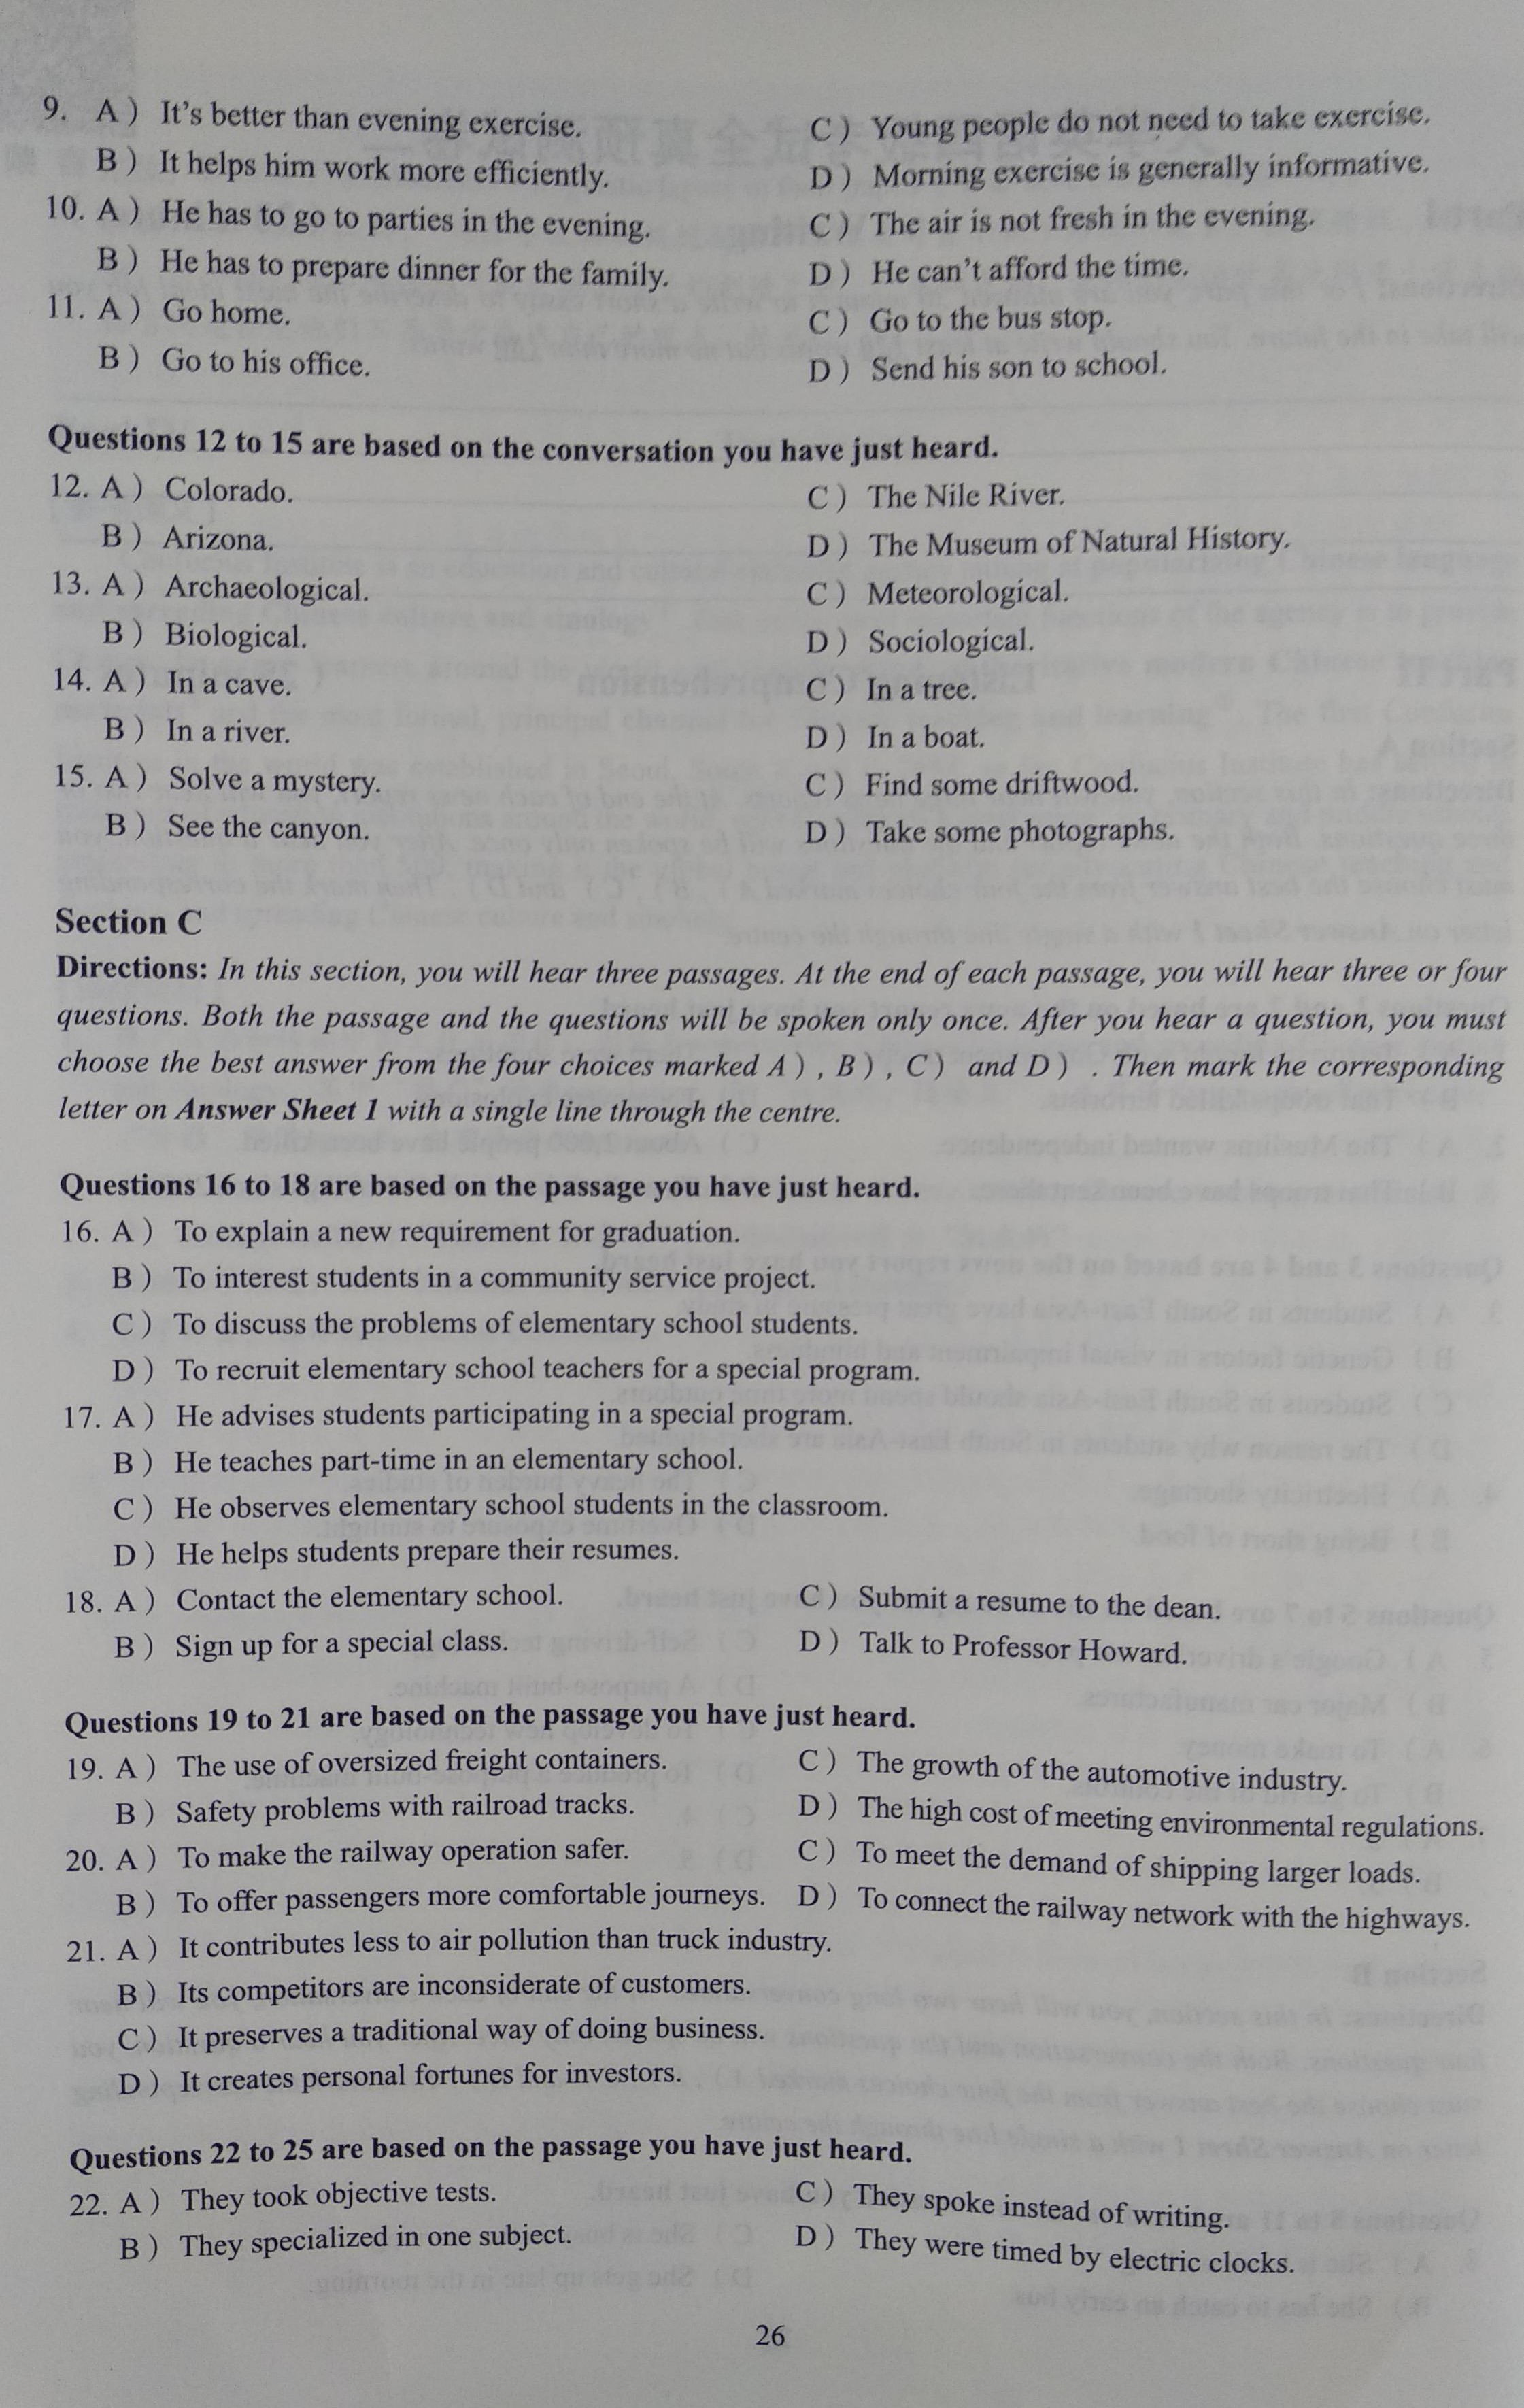 9. A) It's better than evening exercise. C) Young people do not need to take exercise.
B) It helps him work more efficiently. D) Morning exercise is generally informative.
10. A) He has to go to parties in the evening. C) The air is not fresh in the evening.
B) He has to prepare dinner for the family. D) He can't afford the time.
11. A) Go home. C) Go to the bus stop.
B) Go to his office. D) Send his son to school.
Questions 12 to 15 are based on the conversation you have just heard.
12. A) Colorado. C) The Nile River.
B) Arizona. D) The Museum of Natural History.
13. A) Archaeological. C) Meteorological.
B) Biological. D) Sociological.
14. A) In a cave. C) In a tree.
B) In a river. D) In a boat.
15. A) Solve a mystery. C) Find some driftwood.
B) See the canyon. D) Take some photographs.
Section C
Directions: In this section, you will hear three passages. At the end of each passage, you will hear three or four
questions. Both the passage and the questions will be spoken only once. After you hear a question, you must
choose the best answer from the four choices marked A), B), C) and D). Then mark the corresponding
letter on Answer Sheet 1 with a single line through the centre.
Questions 16 to 18 are based on the passage you have just heard.
16. A) To explain a new requirement for graduation.
B) To interest students in a community service project.
C) To discuss the problems of elementary school students.
D) To recruit elementary school teachers for a special program.
17. A) He advises students participating in a special program.
B) He teaches part-time in an elementary school.
C) He observes elementary school students in the classroom.
D) He helps students prepare their resumes.
18. A) Contact the elementary school. C) Submit a resume to the dean.
B) Sign up for a special class. D) Talk to Professor Howard.
Questions 19 to 21 are based on the passage you have just heard.
19. A) The use of oversized freight containers. C) The growth of the automotive industry.
B) Safety problems with railroad tracks. D) The high cost of meeting environmental regulations.
20. A) To make the railway operation safer. C) To meet the demand of shipping larger loads.
B) To offer passengers more comfortable journeys. D) To connect the railway network with the highways.
21. A) It contributes less to air pollution than truck industry.
B) Its competitors are inconsiderate of customers.
C) It preserves a traditional way of doing business.
D) It creates personal fortunes for investors.
Questions 22 to 25 are based on the passage you have just heard.
22. A) They took objective tests. C) They spoke instead of writing.
B) They specialized in one subject. D) They were timed by electric clocks.
26